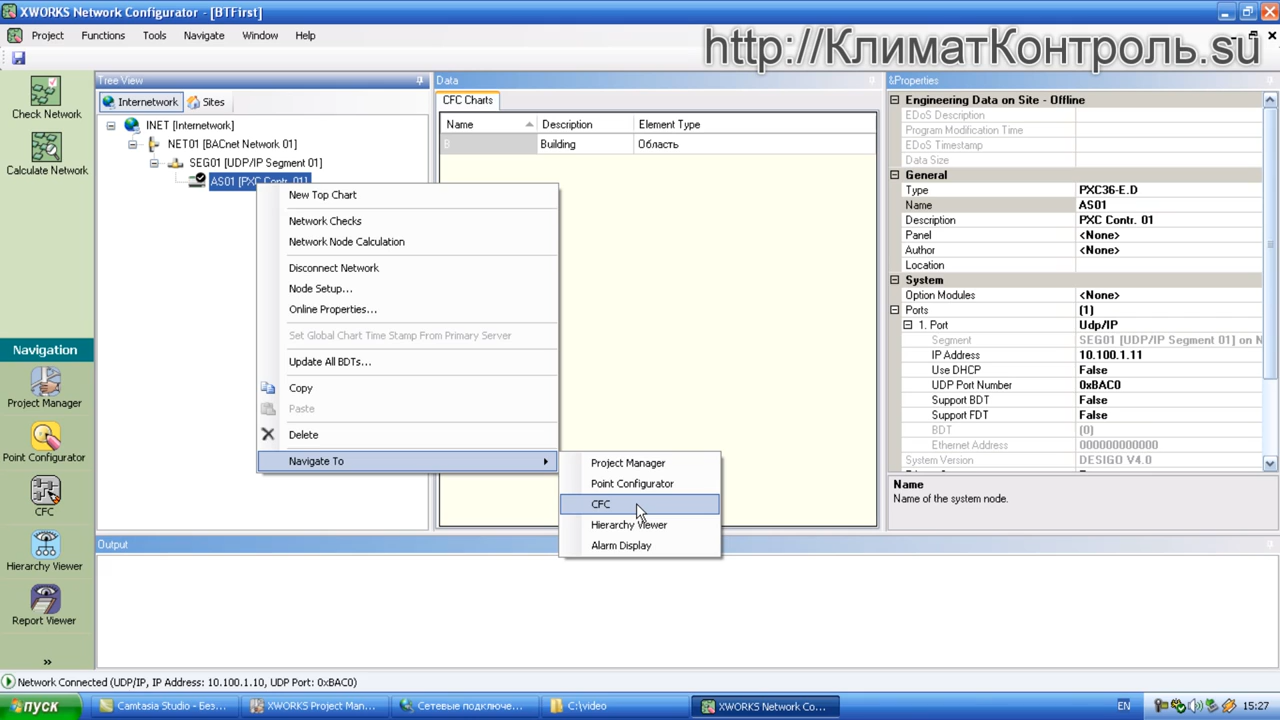 XWORKS Network Configurator - [BTFirst]
Project Functions Tools Navigate Window Help
http://КлиматКонтроль.su
Check Network
Calculate Network
Navigation
Project Manager
Point Configurator
CFC
Hierarchy Viewer
Report Viewer
»
Tree View
Internetwork Sites
INET [Internetwork]
NET01 [BACnet Network 01]
SEG01 [UDP/IP Segment 01]
AS01 [PXC Contr. 01]
New Top Chart
Network Checks
Network Node Calculation
Disconnect Network
Node Setup...
Online Properties...
Set Global Chart Time Stamp From Primary Server
Update All BDTs...
Copy
Paste
Delete
Navigate To
Project Manager
Point Configurator
CFC
Hierarchy Viewer
Alarm Display
Data
CFC Charts
Name Description Element Type
B Building Область
&Properties
Engineering Data on Site - Offline
EDoS Description
Program Modification Time
EDoS Timestamp
Data Size
General
Type PXC36-E.D
Name AS01
Description PXC Contr. 01
Panel <None>
Author <None>
Location
System
Option Modules <None>
Ports (1)
1. Port Udp/IP
Segment SEG01 [UDP/IP Segment 01] on N
IP Address 10.100.1.11
Use DHCP False
UDP Port Number 0xBAC0
Support BDT False
Support FDT False
BDT (0)
Ethernet Address 000000000000
System Version DESIGO V4.0
Name
Name of the system node.
Output
Network Connected (UDP/IP, IP Address: 10.100.1.10, UDP Port: 0xBAC0)
пуск
Camtasia Studio - Без...
XWORKS Project Man...
Сетевые подключе...
C:\video
XWORKS Network Co...
EN
15:27